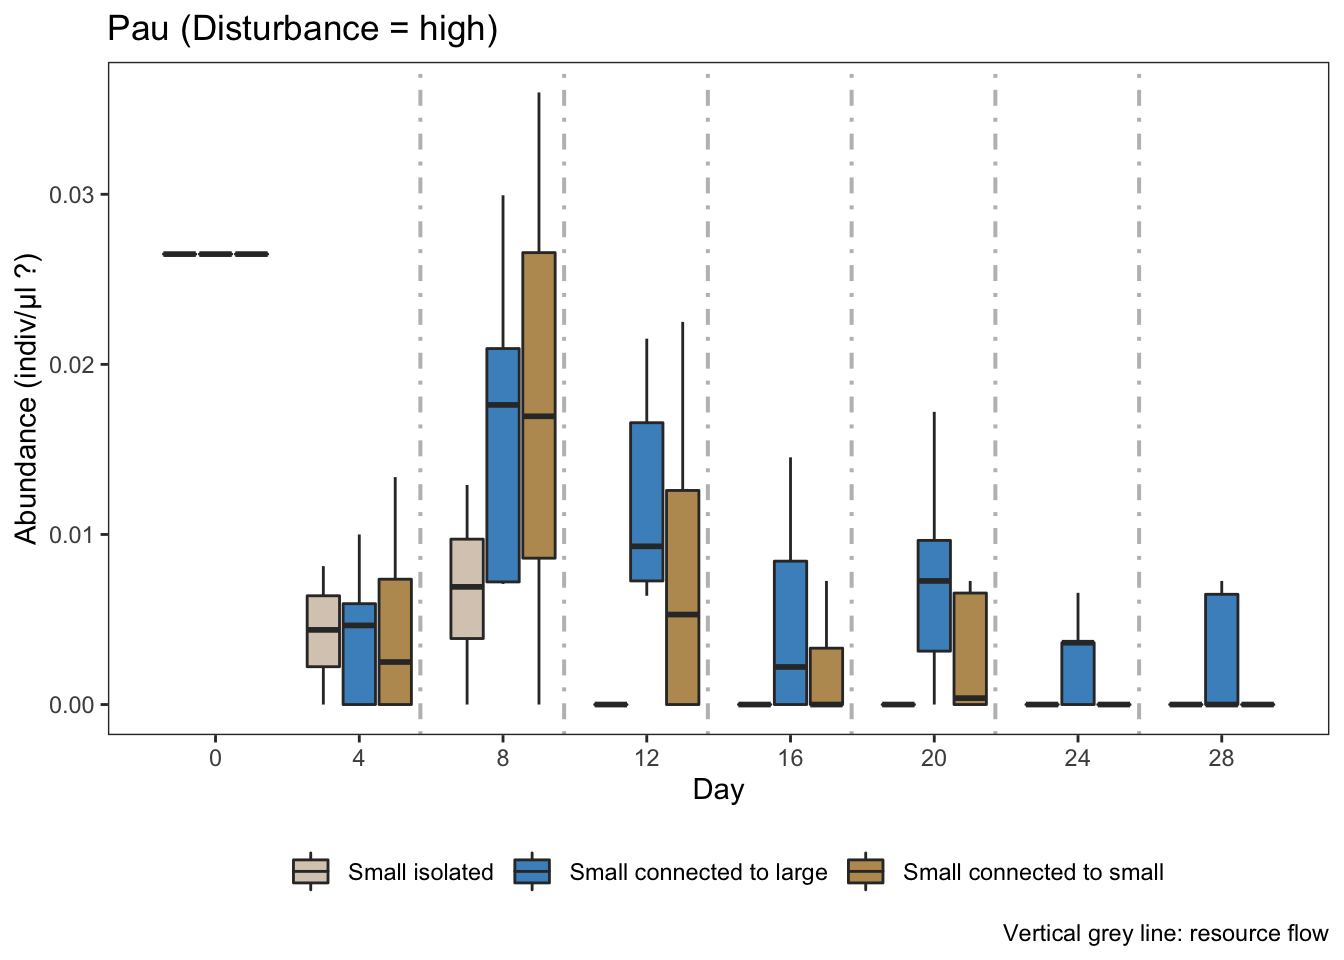 Pau (Disturbance = high)
Abundance (indiv/μl ?)
0.03
0.02
0.01
0.00
0 4 8 12 16 20 24 28
Day
Small isolated Small connected to large Small connected to small
Vertical grey line: resource flow